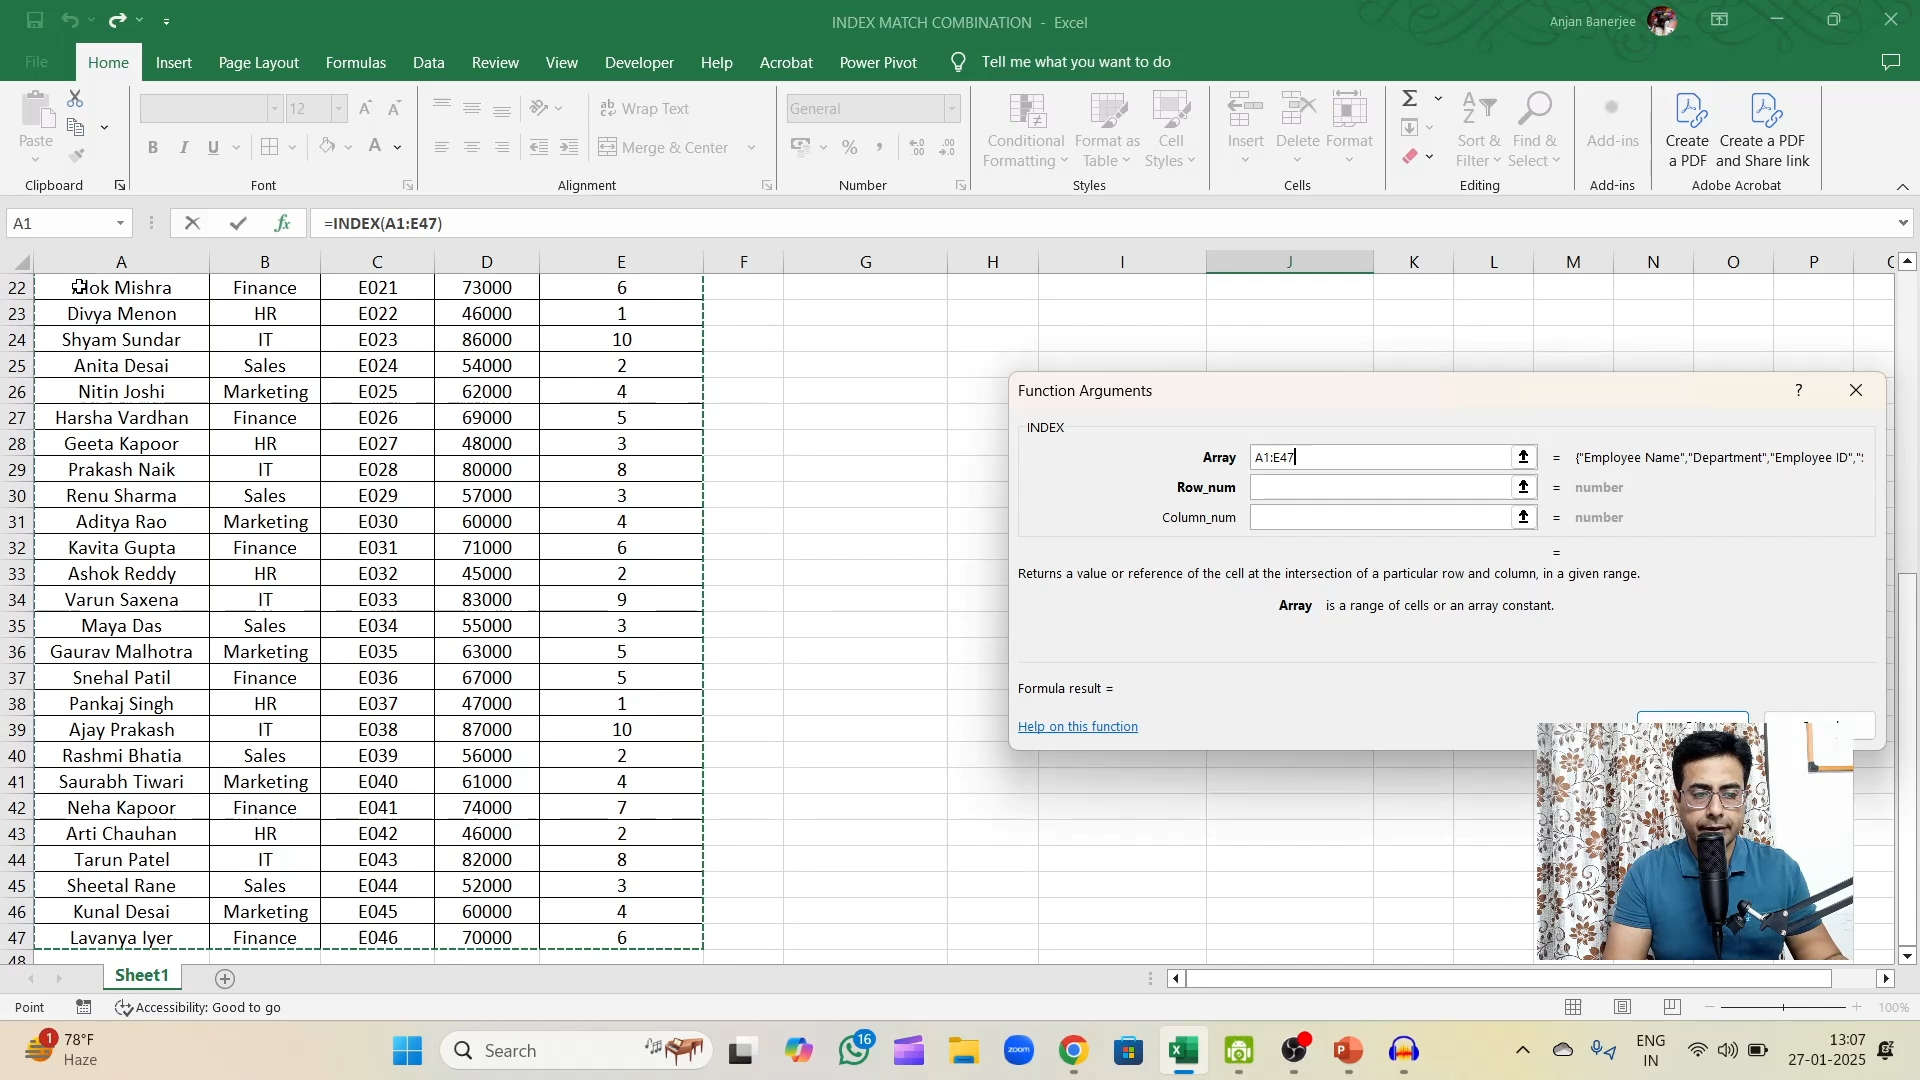 INDEX MATCH COMBINATION - Excel
Anjan Banerjee
File Home Insert Page Layout Formulas Data Review View Developer Help Acrobat Power Pivot Tell me what you want to do
Paste
Clipboard
12
B I U
Font
Wrap Text
Merge & Center
Alignment
General
Number
Conditional Formatting
Format as Table
Cell Styles
Styles
Insert Delete Format
Cells
Sort & Filter
Find & Select
Editing
Add-ins
Add-ins
Create a PDF
Create a PDF and Share link
Adobe Acrobat
A1 fx =INDEX(A1:E47)
A B C D E F G H I J K L M N O P
22 Finance E021 73000 6
23 Divya Menon HR E022 46000 1
24 Shyam Sundar IT E023 86000 10
25 Anita Desai Sales E024 54000 2
26 Nitin Joshi Marketing E025 62000 4
27 Harsha Vardhan Finance E026 69000 5
28 Geeta Kapoor HR E027 48000 3
29 Prakash Naik IT E028 80000 8
30 Renu Sharma Sales E029 57000 3
31 Aditya Rao Marketing E030 60000 4
32 Kavita Gupta Finance E031 71000 6
33 Ashok Reddy HR E032 45000 2
34 Varun Saxena IT E033 83000 9
35 Maya Das Sales E034 55000 3
36 Gaurav Malhotra Marketing E035 63000 5
37 Snehal Patil Finance E036 67000 5
38 Pankaj Singh HR E037 47000 1
39 Ajay Prakash IT E038 87000 10
40 Rashmi Bhatia Sales E039 56000 2
41 Saurabh Tiwari Marketing E040 61000 4
42 Neha Kapoor Finance E041 74000 7
43 Arti Chauhan HR E042 46000 2
44 Tarun Patel IT E043 82000 8
45 Sheetal Rane Sales E044 52000 3
46 Kunal Desai Marketing E045 60000 4
47 Lavanya Iyer Finance E046 70000 6
48
Function Arguments ?
INDEX
Array A1:E47 = {"Employee Name","Department","Employee ID","
Row_num = number
Column_num = number
=
Returns a value or reference of the cell at the intersection of a particular row and column, in a given range.
Array is a range of cells or an array constant.
Formula result =
Help on this function
Sheet1
Point Accessibility: Good to go 100%
1 78°F
Haze
Search
16
zoom
ENG
IN
13:07
27-01-2025